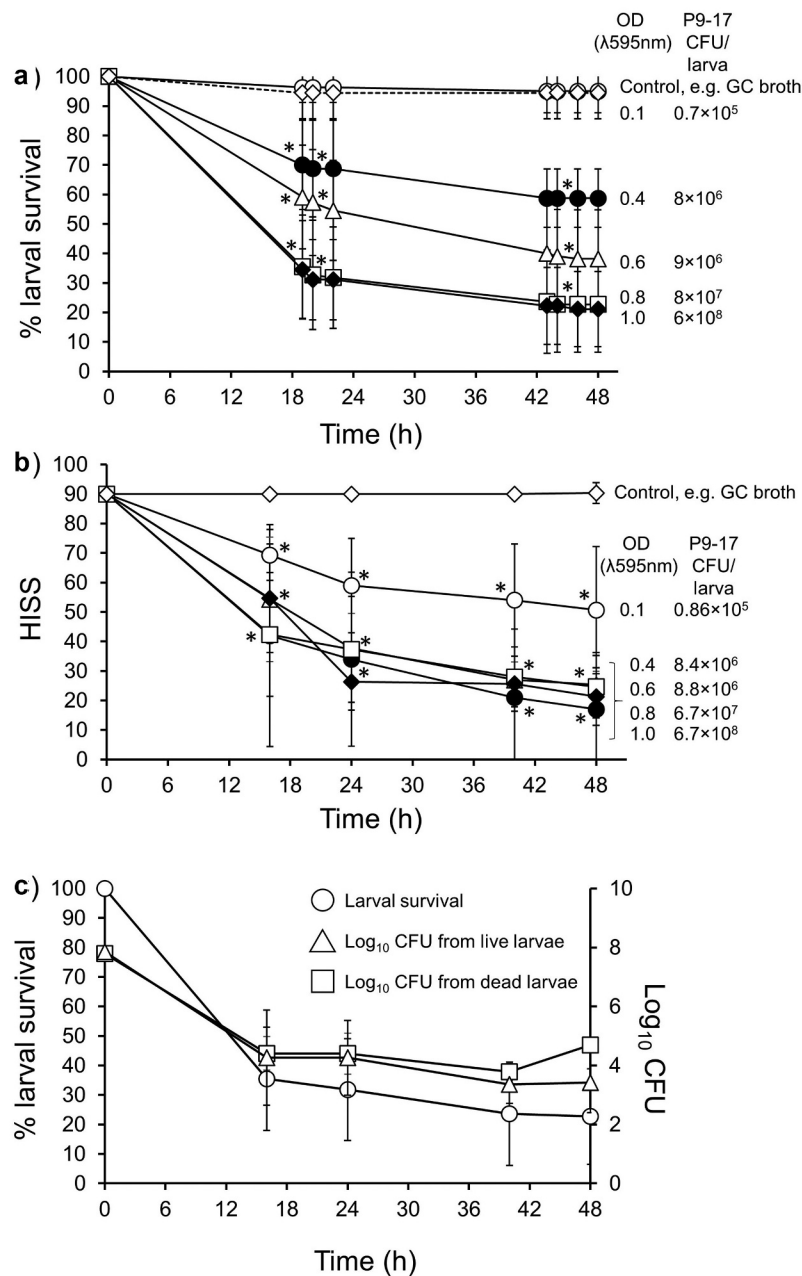 OD P9-17
(λ595nm) CFU/
larva
a)
Control, e.g. GC broth
0.1 0.7×10⁵
0.4 8×10⁶
0.6 9×10⁶
0.8 8×10⁷
1.0 6×10⁸
100
90
80
70
60
50
40
30
20
10
0
% larval survival
* * *
* * *
* * *
0 6 12 18 24 30 36 42 48
Time (h)
b)
100
90
80
70
60
50
40
30
20
10
0
HISS
Control, e.g. GC broth
OD P9-17
(λ595nm) CFU/
larva
0.1 0.86×10⁵
0.4 8.4×10⁶
0.6 8.8×10⁶
0.8 6.7×10⁷
1.0 6.7×10⁸
* * * *
* * * *
* * * *
0 6 12 18 24 30 36 42 48
Time (h)
c)
100
90
80
70
60
50
40
30
20
10
0
% larval survival
Larval survival
Log₁₀ CFU from live larvae
Log₁₀ CFU from dead larvae
10
8
6
4
2
0
Log₁₀ CFU
0 6 12 18 24 30 36 42 48
Time (h)